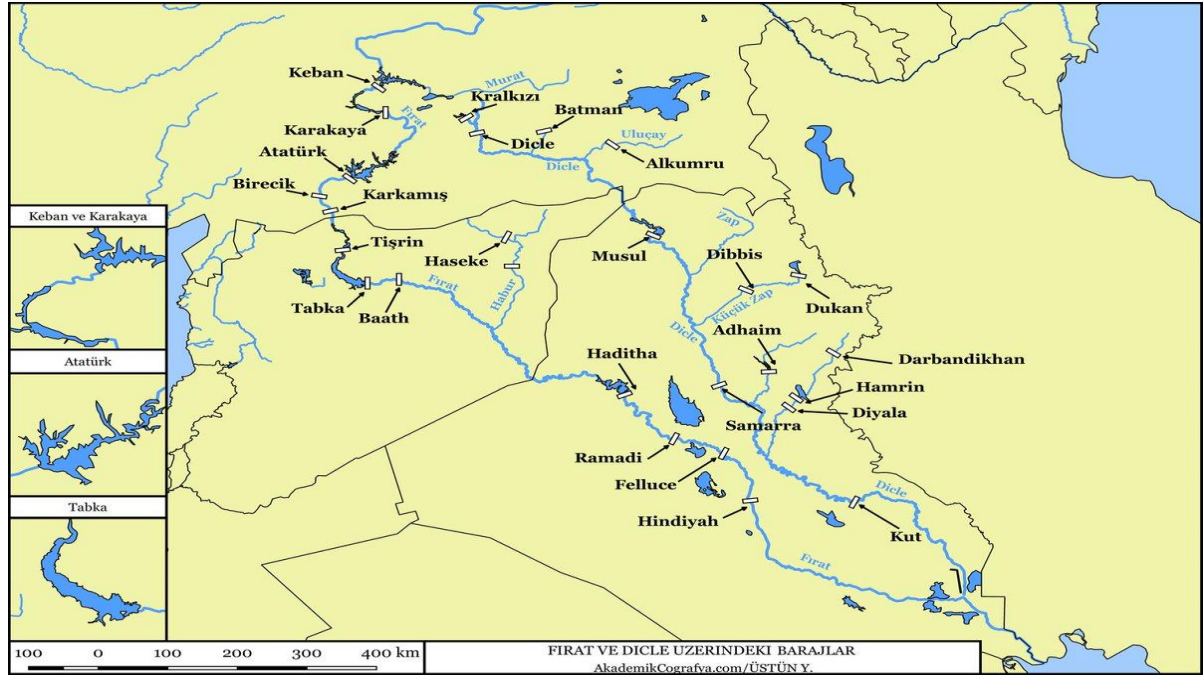 Keban
Murat
Kralkızı
Batman
Karakaya
Fırat
Dicle
Uluçay
Atatürk
Dicle
Alkumru
Birecik
Karkamış
Keban ve Karakaya
Tişrin
Haseke
Musul
Zap
Dibbis
Tabka
Baath
Fırat
Habur
Küçük Zap
Dukan
Dicle
Adhaim
Atatürk
Haditha
Darbandikhan
Hamrin
Diyala
Samarra
Ramadi
Felluce
Tabka
Hindiyah
Dicle
Kut
Fırat
100 0 100 200 300 400 km
FIRAT VE DICLE UZERINDEKI BARAJLAR
AkademikCografya.com/ÜSTÜN Y.